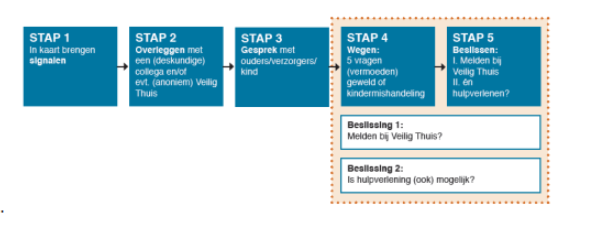 STAP 1
In kaart brengen
signalen
STAP 2
Overleggen met
een (deskundige)
collega en/of
evt. (anoniem) Veilig
Thuis
STAP 3
Gesprek met
ouders/verzorgers/
kind
STAP 4
Wegen:
5 vragen
(vermoeden)
geweld of
kindermishandeling
STAP 5
Beslissen:
I. Melden bij
Veilig Thuis
II. én
hulpverlenen?
Beslissing 1:
Melden bij Veilig Thuis?
Beslissing 2:
Is hulpverlening (ook) mogelijk?
.